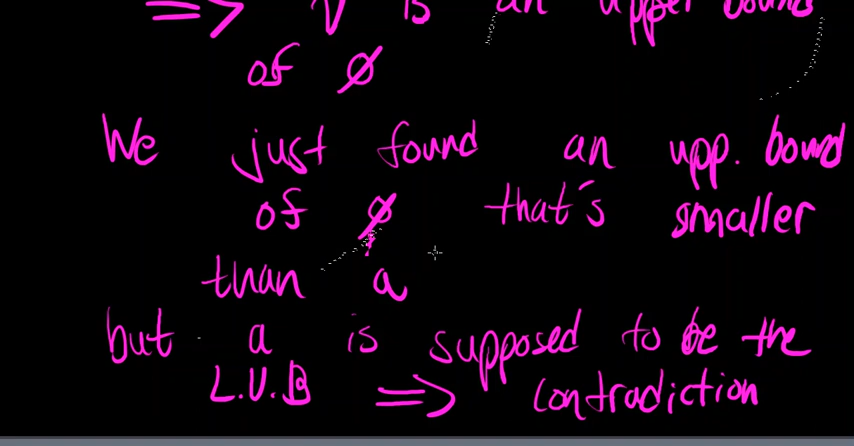 => V is an upper bound
of ∅
We just found an upp. bound
of ∅ that's smaller
than a
but a is supposed to be the
L.U.B => contradiction